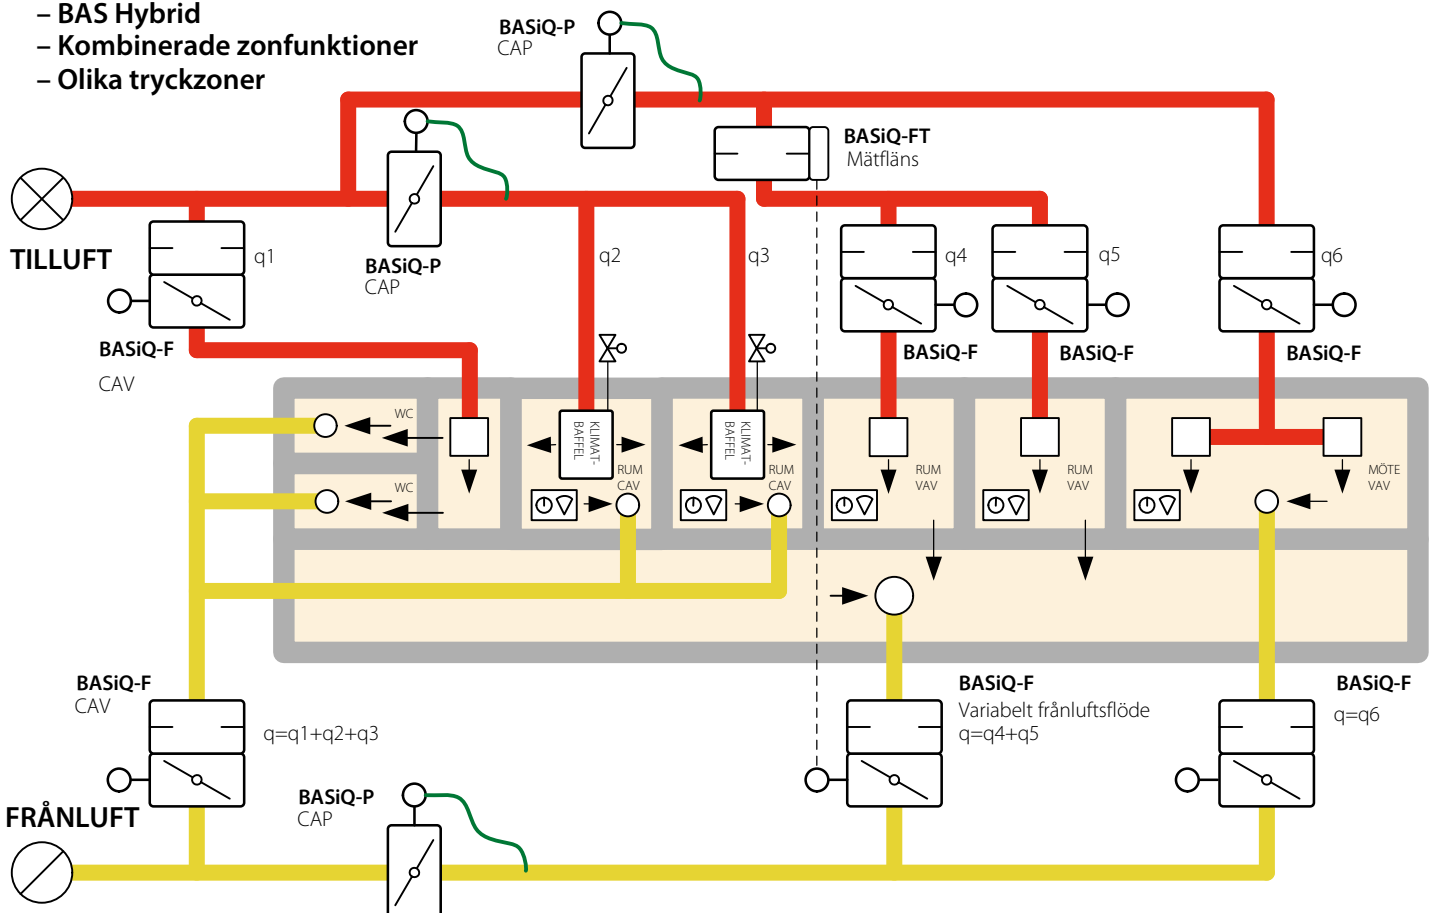 – BAS Hybrid
– Kombinerade zonfunktioner
– Olika tryckzoner
BASiQ-P
CAP
BASiQ-FT
Mätfläns
TILLUFT
q1
BASiQ-P
CAP
q2
q3
q4
q5
q6
BASiQ-F
CAV
BASiQ-F
BASiQ-F
BASiQ-F
WC
WC
KLIMAT-
BAFFEL
RUM
CAV
KLIMAT-
BAFFEL
RUM
CAV
RUM
VAV
RUM
VAV
MÖTE
VAV
BASiQ-F
CAV
q=q1+q2+q3
BASiQ-F
Variabelt frånluftsflöde
q=q4+q5
BASiQ-F
q=q6
BASiQ-P
CAP
FRÅNLUFT